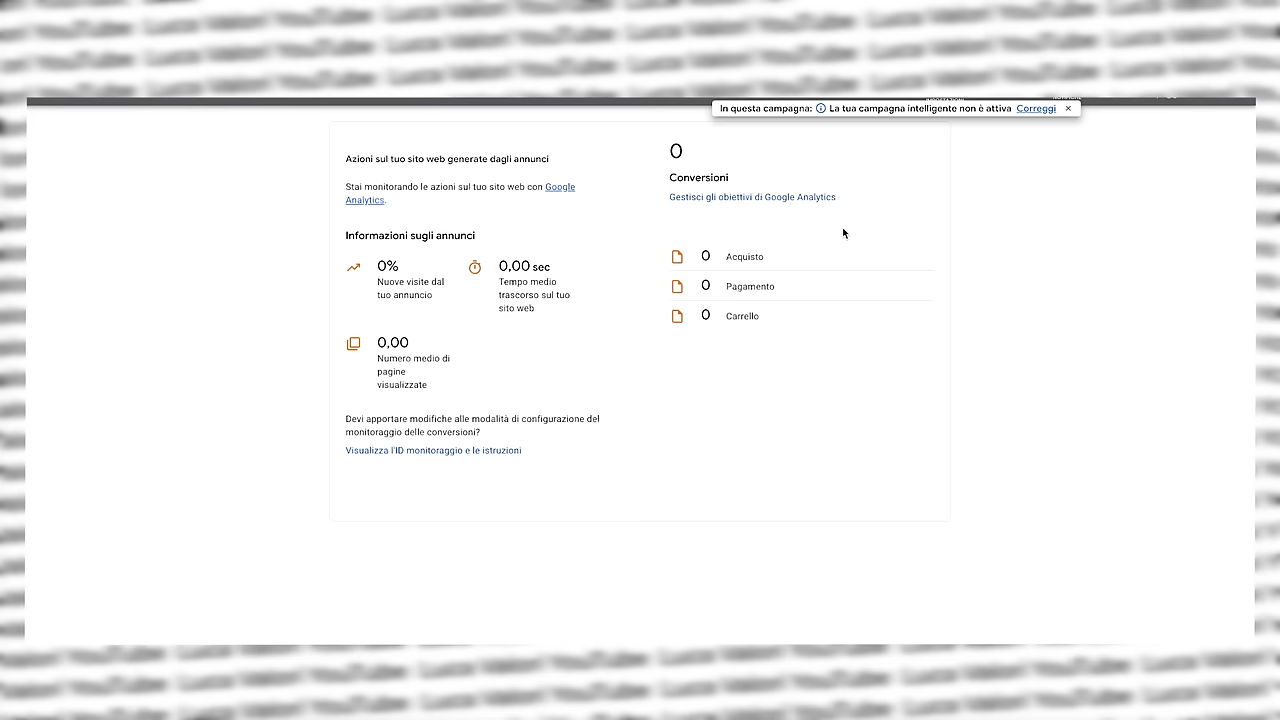 In questa campagna: La tua campagna intelligente non è attiva Correggi
Azioni sul tuo sito web generate dagli annunci
Stai monitorando le azioni sul tuo sito web con Google
Analytics.
Informazioni sugli annunci
0%
Nuove visite dal
tuo annuncio
0,00 sec
Tempo medio
trascorso sul tuo
sito web
0,00
Numero medio di
pagine
visualizzate
Devi apportare modifiche alle modalità di configurazione del
monitoraggio delle conversioni?
Visualizza l'ID monitoraggio e le istruzioni
0
Conversioni
Gestisci gli obiettivi di Google Analytics
0 Acquisto
0 Pagamento
0 Carrello